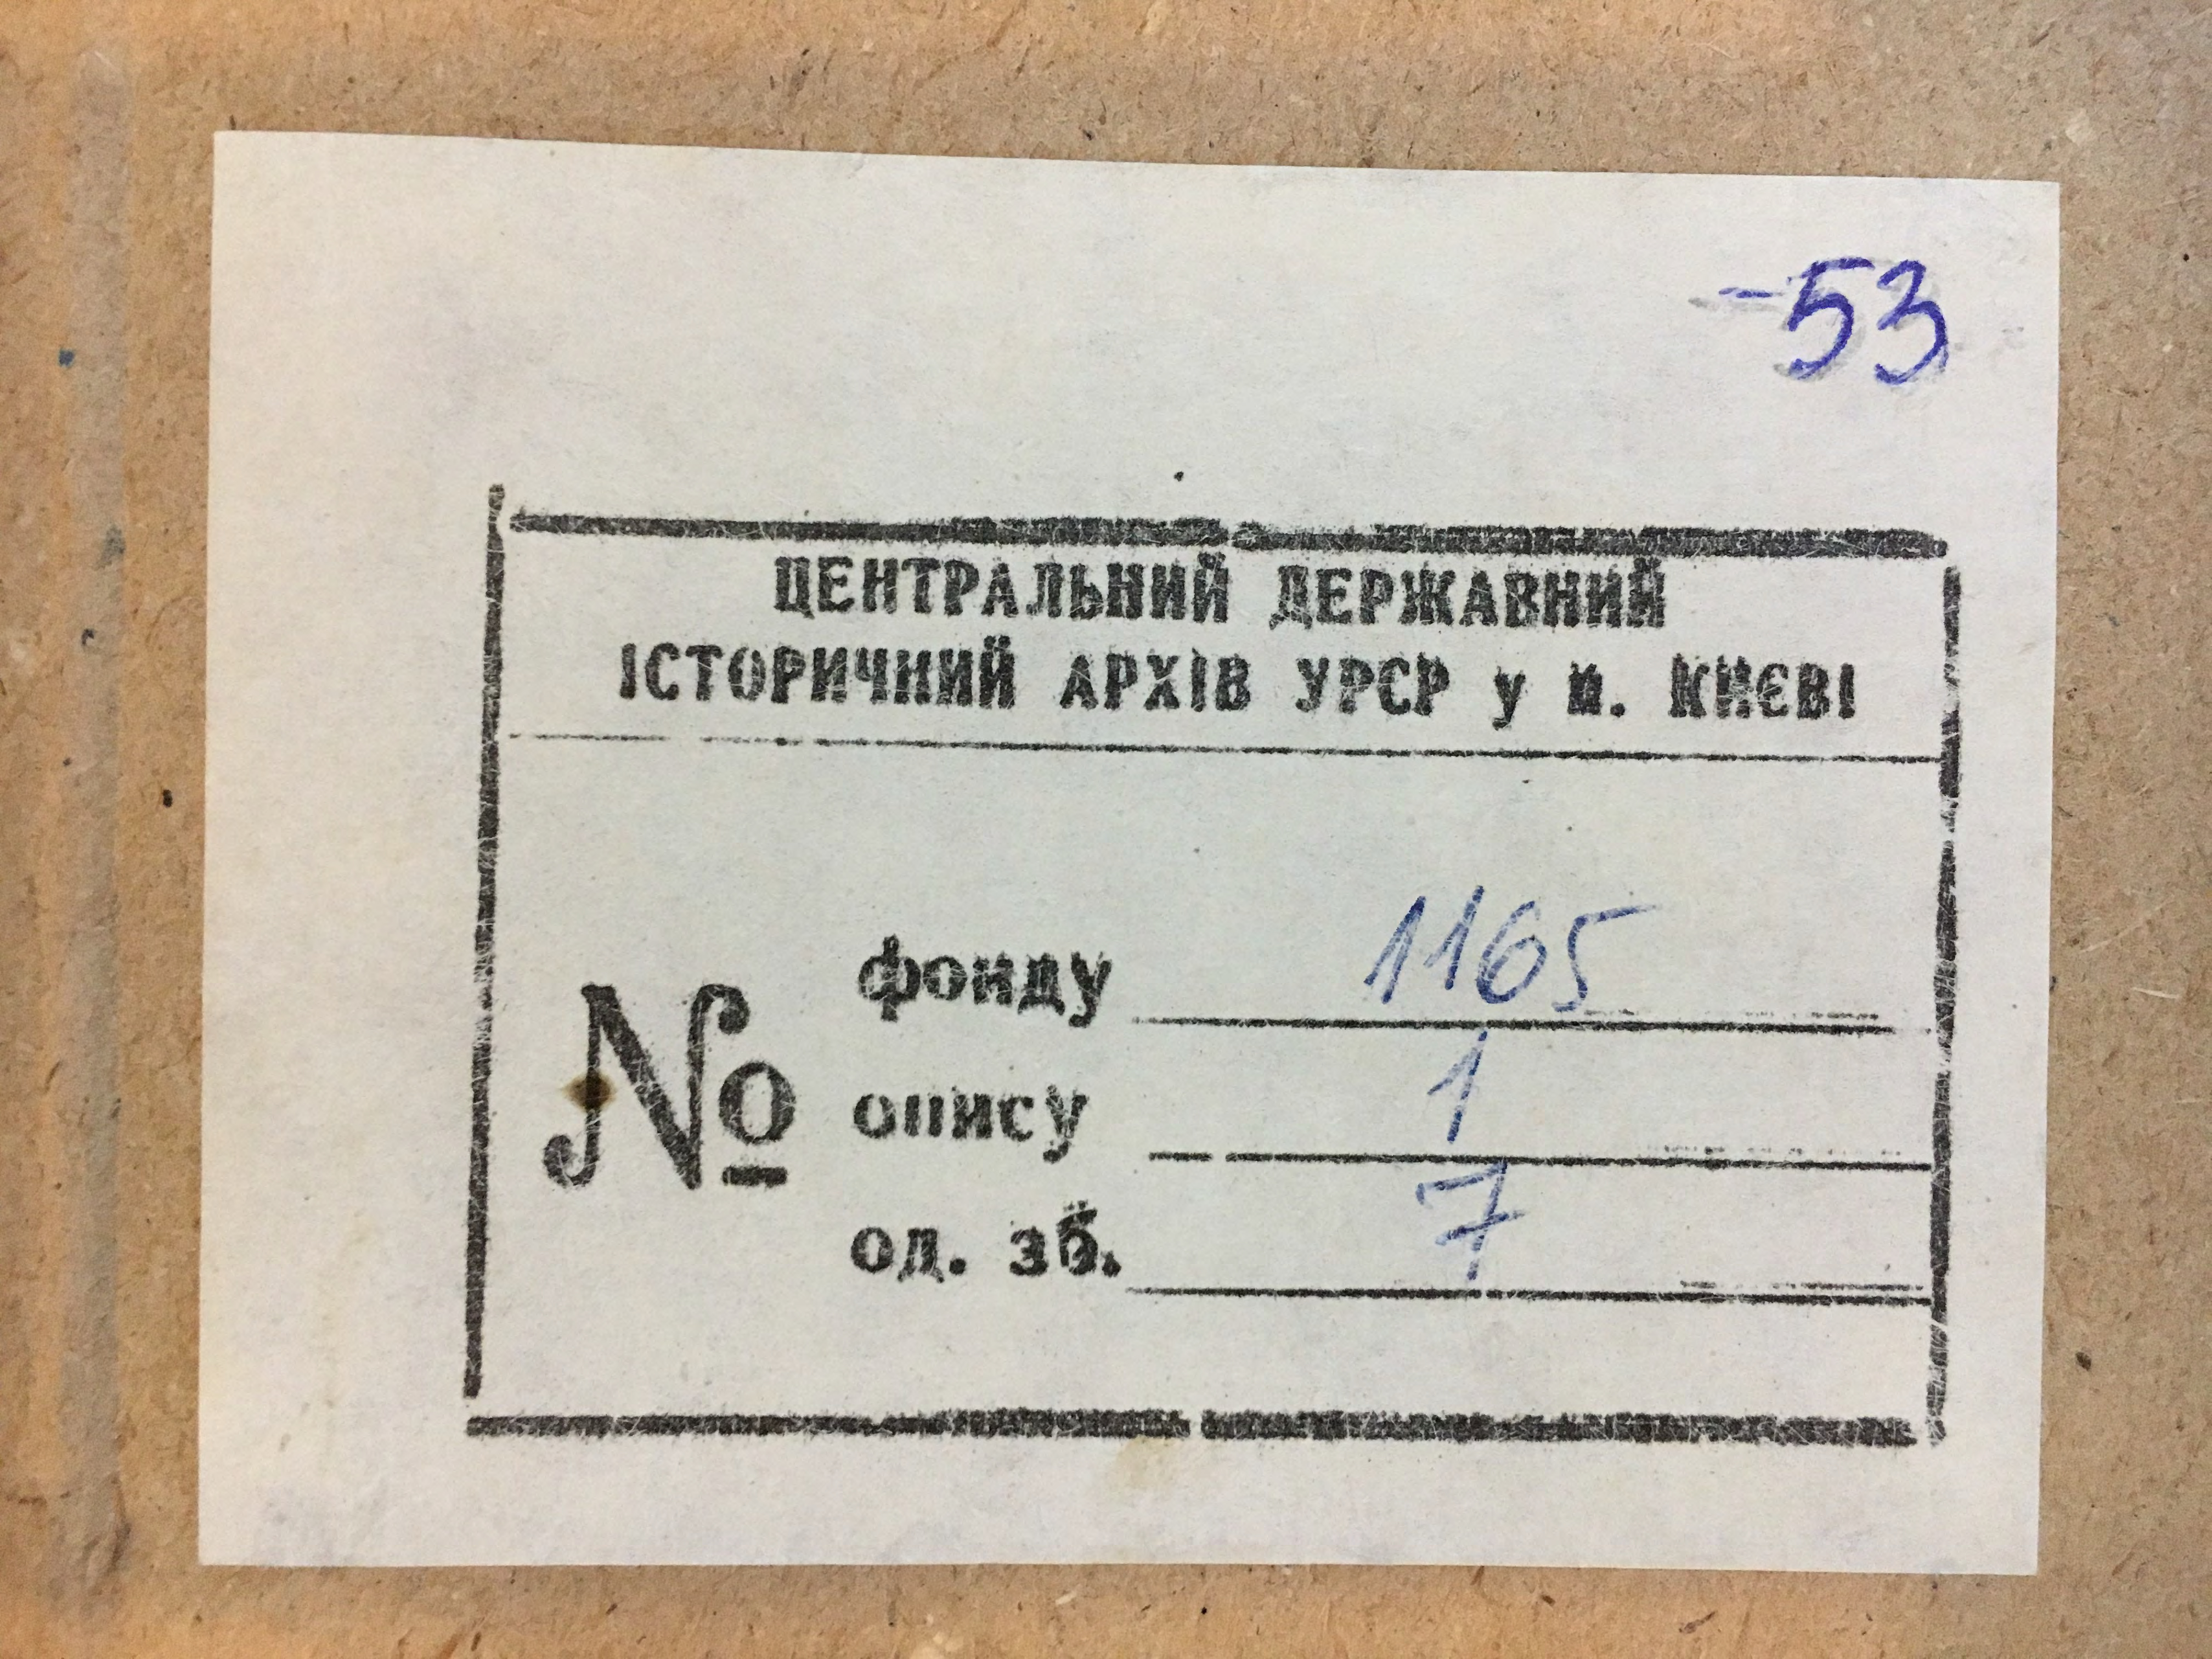 -53
ЦЕНТРАЛЬНИЙ ДЕРЖАВНИЙ
ІСТОРИЧНИЙ АРХІВ УРСР у м. КИЄВІ
№
фонду 1165
опису 1
од. зб. 7